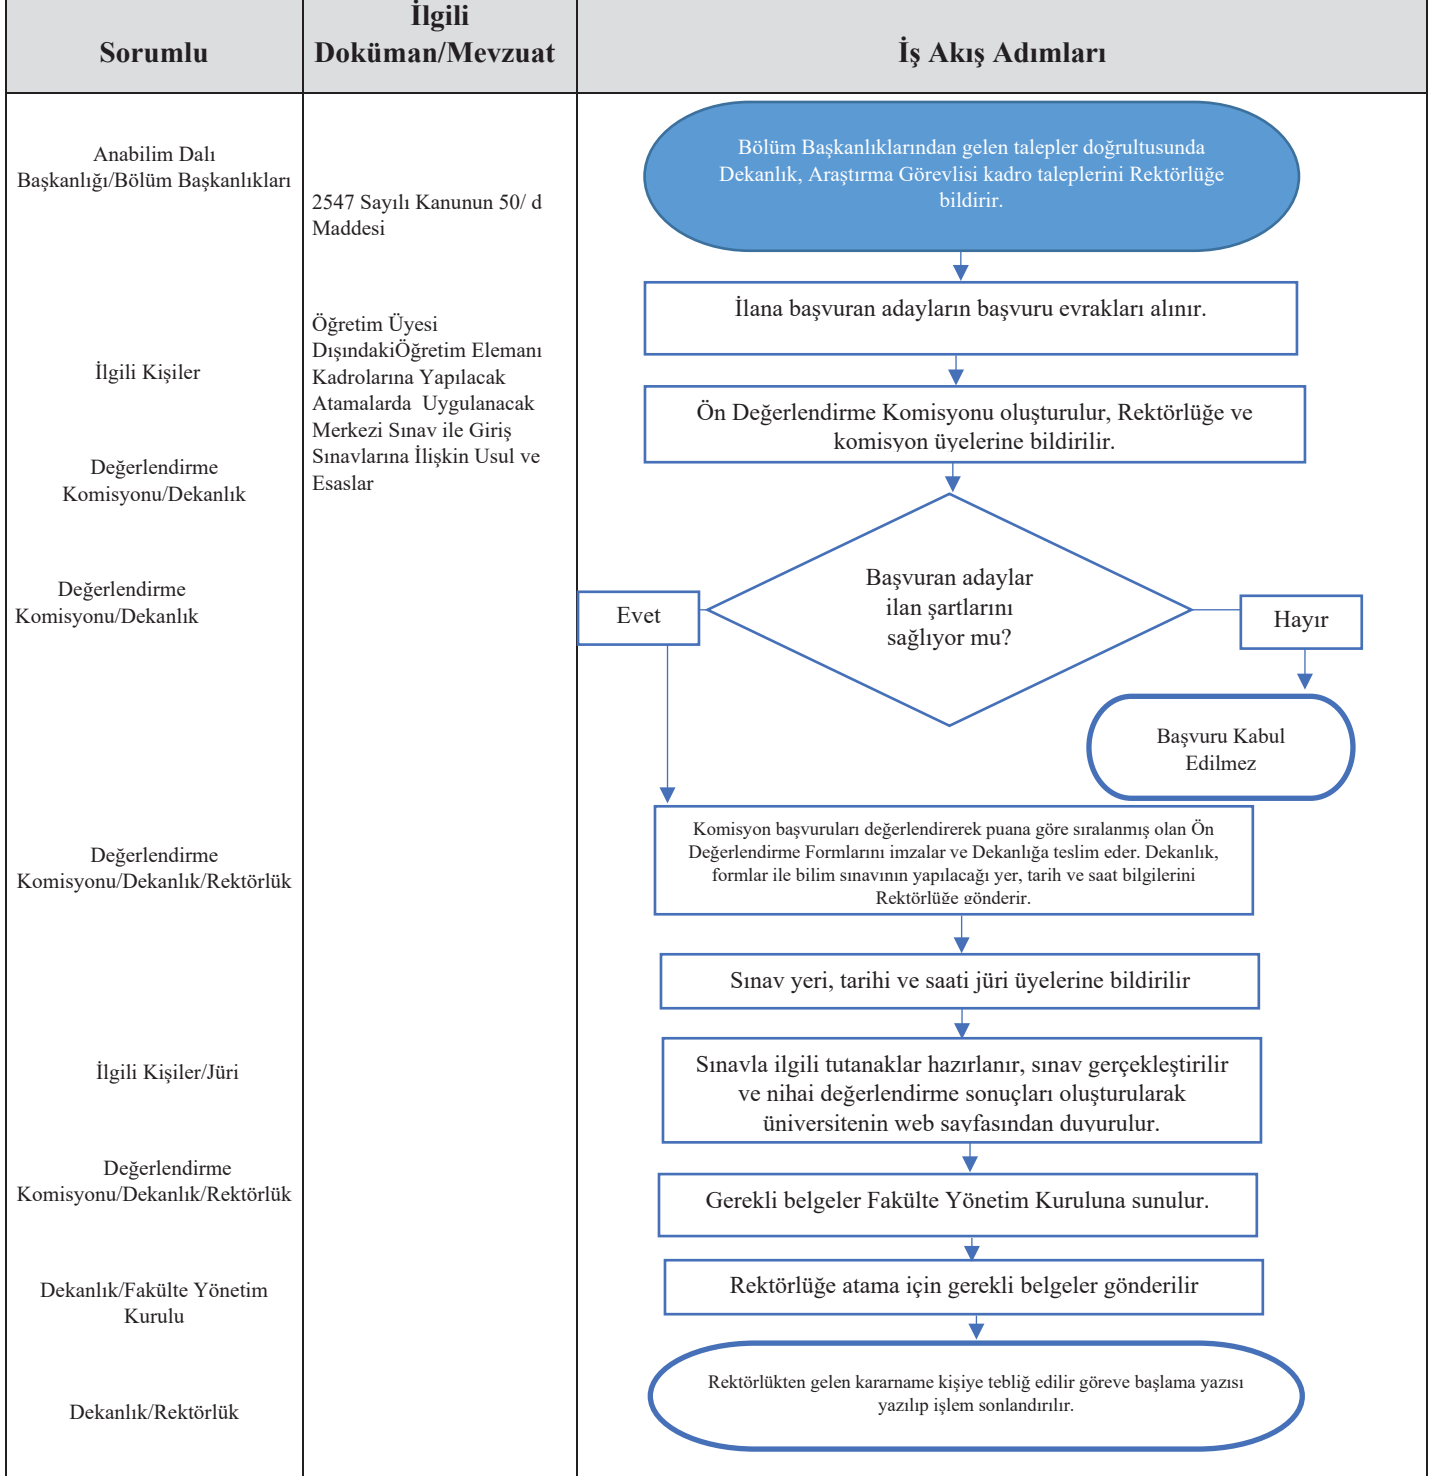 Sorumlu
İlgili
Doküman/Mevzuat
İş Akış Adımları
Anabilim Dalı
Başkanlığı/Bölüm Başkanlıkları
İlgili Kişiler
Değerlendirme
Komisyonu/Dekanlık
Değerlendirme
Komisyonu/Dekanlık
Değerlendirme
Komisyonu/Dekanlık/Rektörlük
İlgili Kişiler/Jüri
Değerlendirme
Komisyonu/Dekanlık/Rektörlük
Dekanlık/Fakülte Yönetim
Kurulu
Dekanlık/Rektörlük
2547 Sayılı Kanunun 50/ d
Maddesi
Öğretim Üyesi
DışındakiÖğretim Elemanı
Kadrolarına Yapılacak
Atamalarda  Uygulanacak
Merkezi Sınav ile Giriş
Sınavlarına İlişkin Usul ve
Esaslar
Bölüm Başkanlıklarından gelen talepler doğrultusunda
Dekanlık, Araştırma Görevlisi kadro taleplerini Rektörlüğe
bildirir.
İlana başvuran adayların başvuru evrakları alınır.
Ön Değerlendirme Komisyonu oluşturulur, Rektörlüğe ve
komisyon üyelerine bildirilir.
Başvuran adaylar
ilan şartlarını
sağlıyor mu?
Evet
Hayır
Başvuru Kabul
Edilmez
Komisyon başvuruları değerlendirerek puana göre sıralanmış olan Ön
Değerlendirme Formlarını imzalar ve Dekanlığa teslim eder. Dekanlık,
formlar ile bilim sınavının yapılacağı yer, tarih ve saat bilgilerini
Rektörlüğe gönderir.
Sınav yeri, tarihi ve saati jüri üyelerine bildirilir
Sınavla ilgili tutanaklar hazırlanır, sınav gerçekleştirilir
ve nihai değerlendirme sonuçları oluşturularak
üniversitenin web sayfasından duyurulur.
Gerekli belgeler Fakülte Yönetim Kuruluna sunulur.
Rektörlüğe atama için gerekli belgeler gönderilir
Rektörlükten gelen kararname kişiye tebliğ edilir göreve başlama yazısı
yazılıp işlem sonlandırılır.